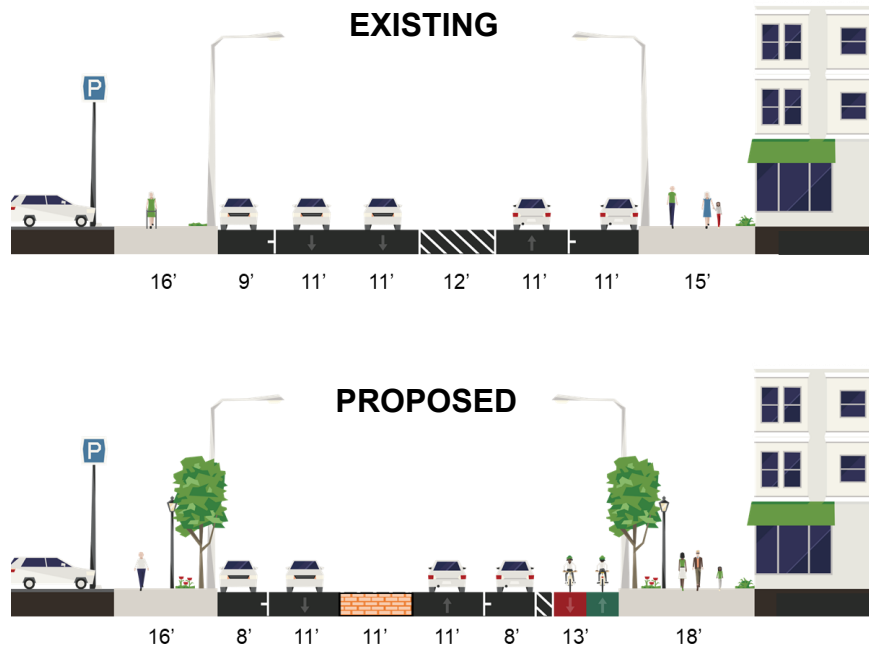 EXISTING
P
16’ 9’ 11’ 11’ 12’ 11’ 11’ 15’
PROPOSED
P
16’ 8’ 11’ 11’ 11’ 8’ 13’ 18’